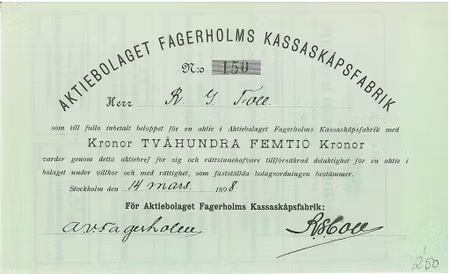 AKTIEBOLAGET FAGERHOLMS KASSASKÅPSFABRIK
N:o 150
Herr R
som till fullo inbetalt beloppet för en aktie i Aktiebolaget Fagerholms Kassaskåpsfabrik med
Kronor TVÅHUNDRA FEMTIO Kronor
varder genom detta aktiebref för sig och rättsinnehafvare tillförsäkrad delaktighet för en aktie i
bolaget under villkor och med rättighet, som fastställda bolagsordningen bestämmer.
Stockholm den 14 mars 1898
För Aktiebolaget Fagerholms Kassaskåpsfabrik:
AWFagerholm
250